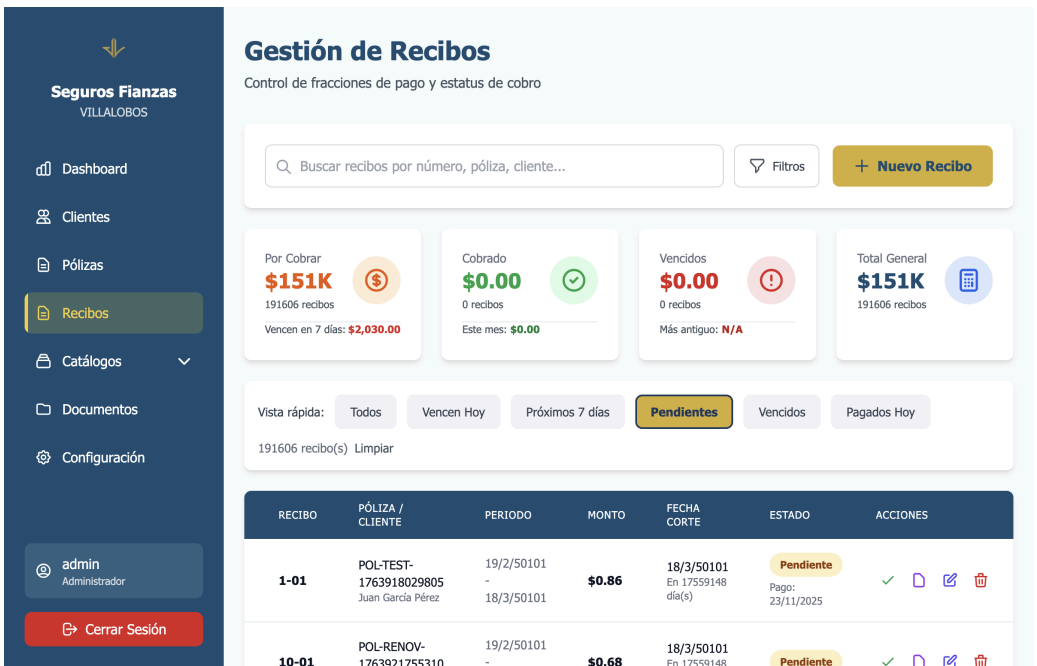 Seguros Fianzas
VILLALOBOS
Dashboard
Clientes
Pólizas
Recibos
Catálogos
Documentos
Configuración
admin
Administrador
Cerrar Sesión
Gestión de Recibos
Control de fracciones de pago y estatus de cobro
Buscar recibos por número, póliza, cliente...
Filtros
+ Nuevo Recibo
Por Cobrar
$151K
191606 recibos
Vencen en 7 días: $2,030.00
Cobrado
$0.00
0 recibos
Este mes: $0.00
Vencidos
$0.00
0 recibos
Más antiguo: N/A
Total General
$151K
191606 recibos
Vista rápida:
Todos
Vencen Hoy
Próximos 7 días
Pendientes
Vencidos
Pagados Hoy
191606 recibo(s) Limpiar
RECIBO
PÓLIZA /
CLIENTE
PERIODO
MONTO
FECHA
CORTE
ESTADO
ACCIONES
1-01
POL-TEST-
1763918029805
Juan García Pérez
19/2/50101
-
18/3/50101
$0.86
18/3/50101
En 17559148
día(s)
Pendiente
Pago:
23/11/2025
10-01
POL-RENOV-
1763921755310
19/2/50101
-
$0.68
18/3/50101
En 17559148
Pendiente